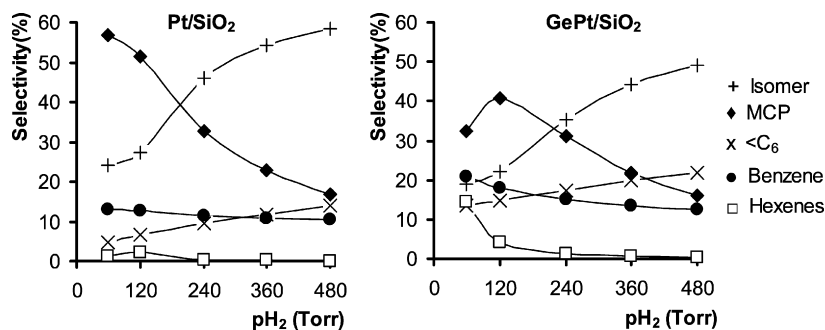 Pt/SiO₂
Selectivity(%)
60
50
40
30
20
10
0
0 120 240 360 480
pH₂ (Torr)
GePt/SiO₂
Selectivity(%)
60
50
40
30
20
10
0
0 120 240 360 480
pH₂ (Torr)
Isomer
MCP
<C₆
Benzene
Hexenes